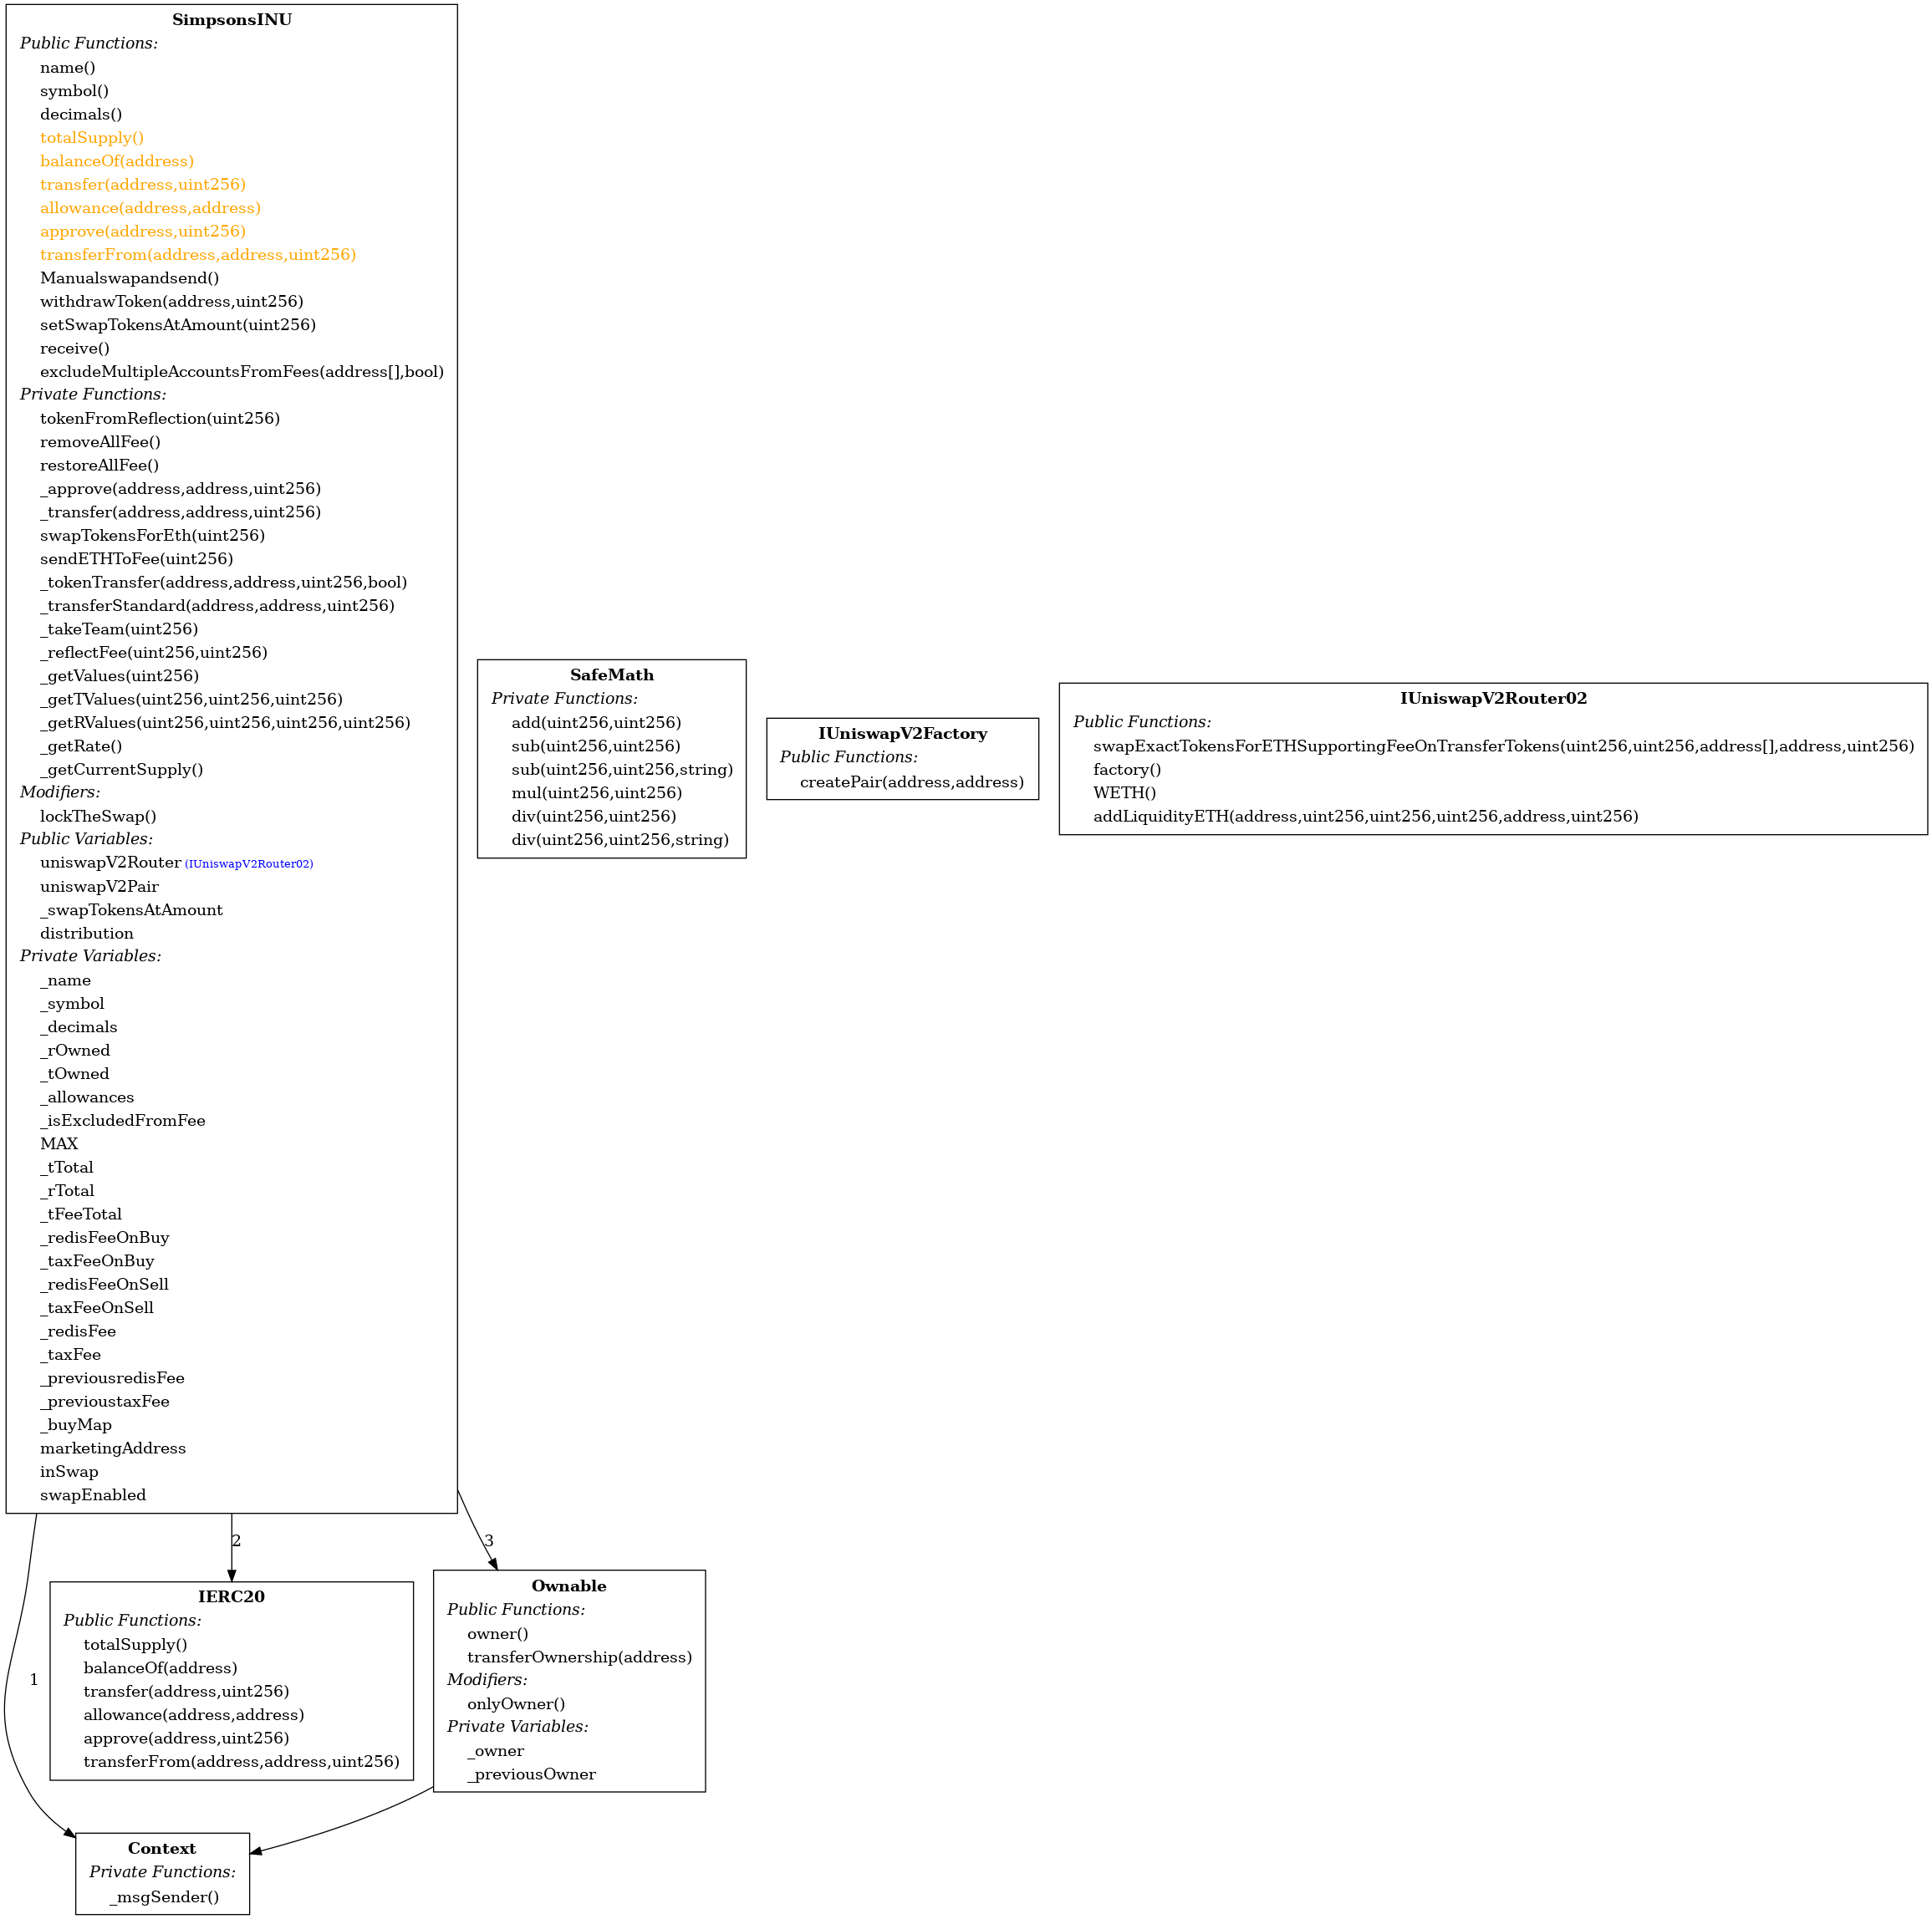 SimpsonsINU
Public Functions:
name()
symbol()
decimals()
totalSupply()
balanceOf(address)
transfer(address,uint256)
allowance(address,address)
approve(address,uint256)
transferFrom(address,address,uint256)
Manualswapandsend()
withdrawToken(address,uint256)
setSwapTokensAtAmount(uint256)
receive()
excludeMultipleAccountsFromFees(address[],bool)
Private Functions:
tokenFromReflection(uint256)
removeAllFee()
restoreAllFee()
_approve(address,address,uint256)
_transfer(address,address,uint256)
swapTokensForEth(uint256)
sendETHToFee(uint256)
_tokenTransfer(address,address,uint256,bool)
_transferStandard(address,address,uint256)
_takeTeam(uint256)
_reflectFee(uint256,uint256)
_getValues(uint256)
_getTValues(uint256,uint256,uint256)
_getRValues(uint256,uint256,uint256,uint256)
_getRate()
_getCurrentSupply()
Modifiers:
lockTheSwap()
Public Variables:
uniswapV2Router (IUniswapV2Router02)
uniswapV2Pair
_swapTokensAtAmount
distribution
Private Variables:
_name
_symbol
_decimals
_rOwned
_tOwned
_allowances
_isExcludedFromFee
MAX
_tTotal
_rTotal
_tFeeTotal
_redisFeeOnBuy
_taxFeeOnBuy
_redisFeeOnSell
_taxFeeOnSell
_redisFee
_taxFee
_previousredisFee
_previoustaxFee
_buyMap
marketingAddress
inSwap
swapEnabled
SafeMath
Private Functions:
add(uint256,uint256)
sub(uint256,uint256)
sub(uint256,uint256,string)
mul(uint256,uint256)
div(uint256,uint256)
div(uint256,uint256,string)
IUniswapV2Factory
Public Functions:
createPair(address,address)
IUniswapV2Router02
Public Functions:
swapExactTokensForETHSupportingFeeOnTransferTokens(uint256,uint256,address[],address,uint256)
factory()
WETH()
addLiquidityETH(address,uint256,uint256,uint256,address,uint256)
2
3
1
IERC20
Public Functions:
totalSupply()
balanceOf(address)
transfer(address,uint256)
allowance(address,address)
approve(address,uint256)
transferFrom(address,address,uint256)
Ownable
Public Functions:
owner()
transferOwnership(address)
Modifiers:
onlyOwner()
Private Variables:
_owner
_previousOwner
Context
Private Functions:
_msgSender()